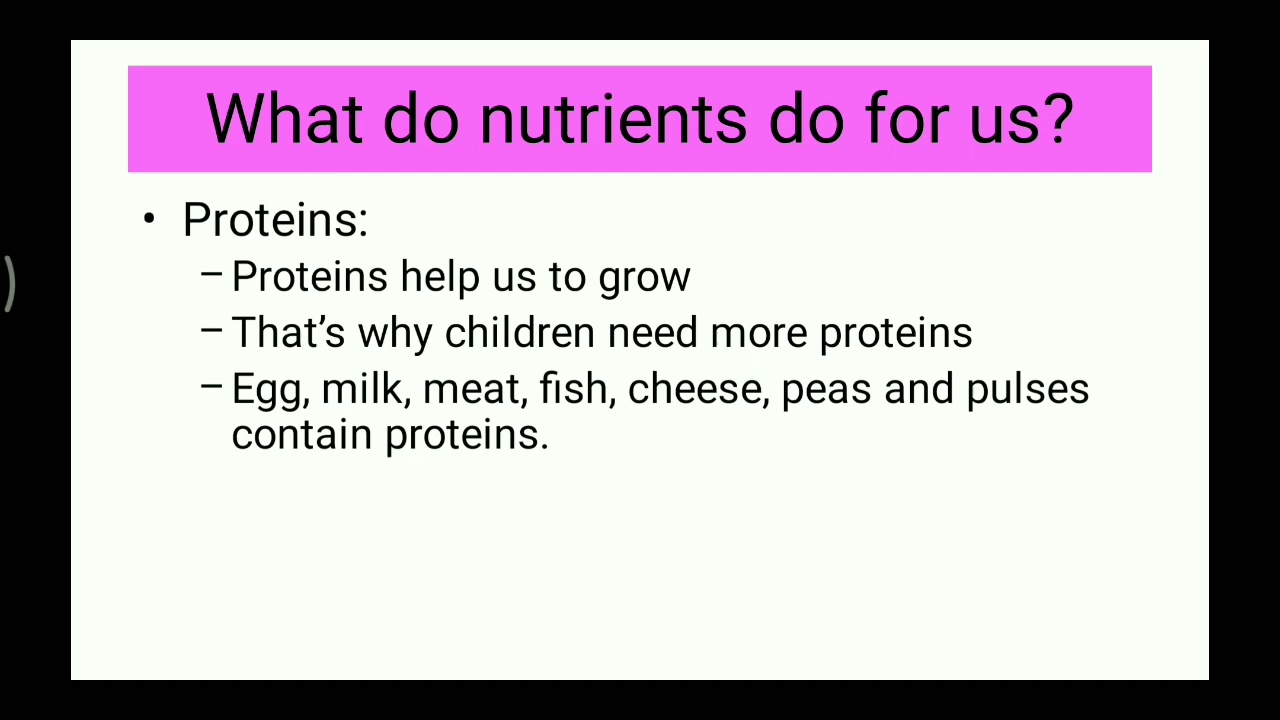 What do nutrients do for us?
• Proteins:
– Proteins help us to grow
– That’s why children need more proteins
– Egg, milk, meat, fish, cheese, peas and pulses
contain proteins.